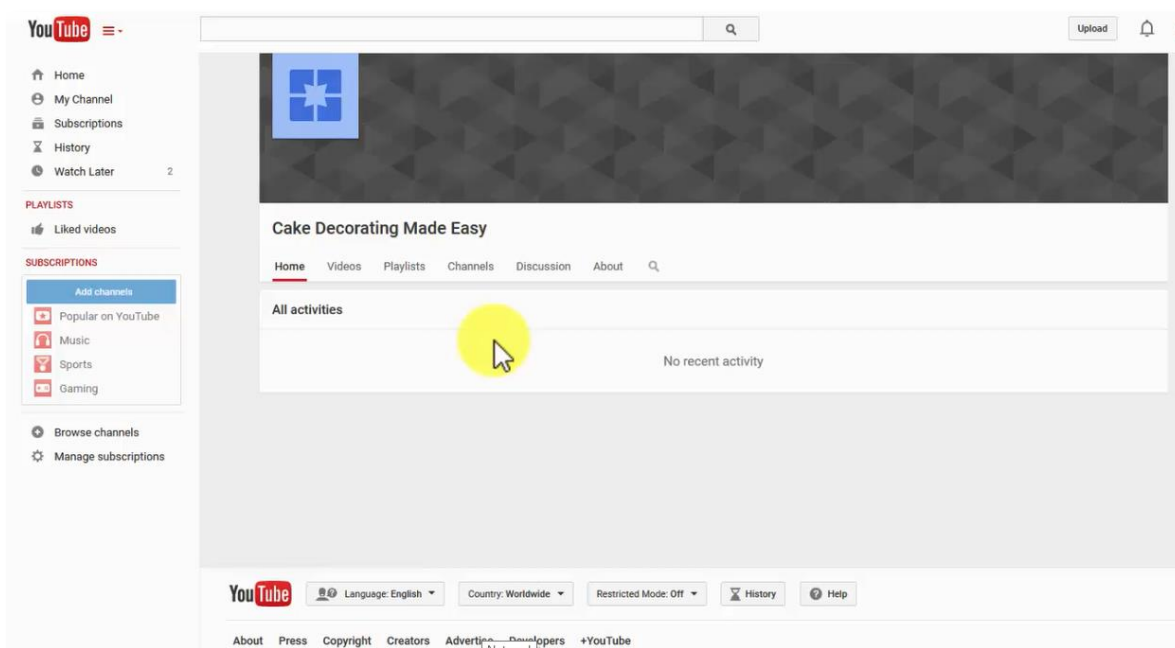 YouTube
Upload
Home
My Channel
Subscriptions
History
Watch Later 2
PLAYLISTS
Liked videos
SUBSCRIPTIONS
Add channels
Popular on YouTube
Music
Sports
Gaming
Browse channels
Manage subscriptions
Cake Decorating Made Easy
Home Videos Playlists Channels Discussion About
All activities
No recent activity
YouTube Language: English Country: Worldwide Restricted Mode: Off History Help
About Press Copyright Creators +YouTube